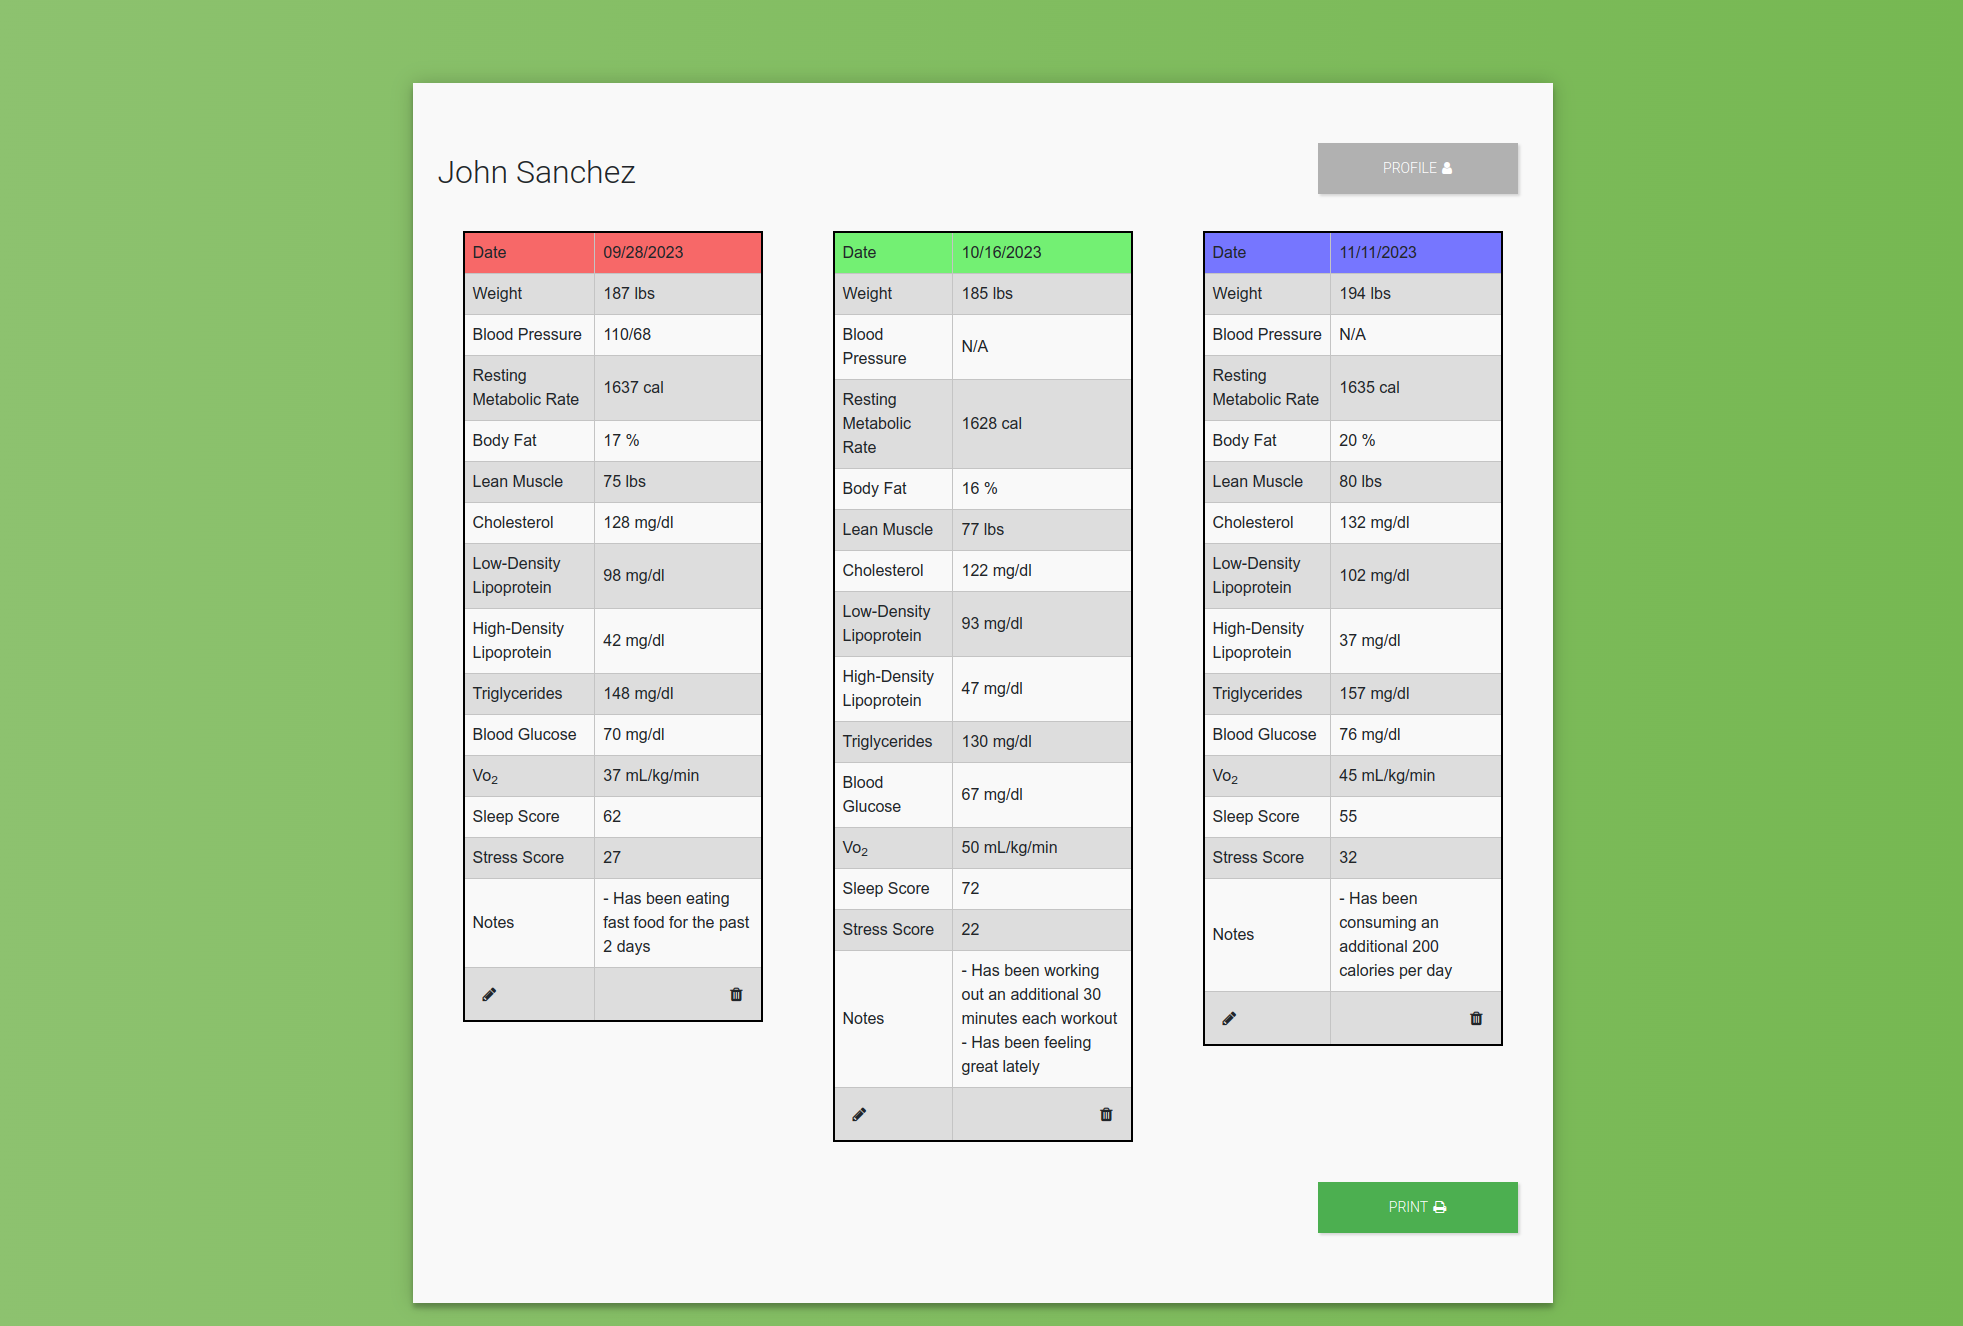 John Sanchez
PROFILE
Date 09/28/2023
Weight 187 lbs
Blood Pressure 110/68
Resting
Metabolic Rate
1637 cal
Body Fat 17 %
Lean Muscle 75 lbs
Cholesterol 128 mg/dl
Low-Density
Lipoprotein
98 mg/dl
High-Density
Lipoprotein
42 mg/dl
Triglycerides 148 mg/dl
Blood Glucose 70 mg/dl
Vo₂ 37 mL/kg/min
Sleep Score 62
Stress Score 27
Notes
- Has been eating
fast food for the past
2 days
Date 10/16/2023
Weight 185 lbs
Blood
Pressure
N/A
Resting
Metabolic
Rate
1628 cal
Body Fat 16 %
Lean Muscle 77 lbs
Cholesterol 122 mg/dl
Low-Density
Lipoprotein
93 mg/dl
High-Density
Lipoprotein
47 mg/dl
Triglycerides 130 mg/dl
Blood
Glucose
67 mg/dl
Vo₂ 50 mL/kg/min
Sleep Score 72
Stress Score 22
Notes
- Has been working
out an additional 30
minutes each workout
- Has been feeling
great lately
Date 11/11/2023
Weight 194 lbs
Blood Pressure N/A
Resting
Metabolic Rate
1635 cal
Body Fat 20 %
Lean Muscle 80 lbs
Cholesterol 132 mg/dl
Low-Density
Lipoprotein
102 mg/dl
High-Density
Lipoprotein
37 mg/dl
Triglycerides 157 mg/dl
Blood Glucose 76 mg/dl
Vo₂ 45 mL/kg/min
Sleep Score 55
Stress Score 32
Notes
- Has been
consuming an
additional 200
calories per day
PRINT